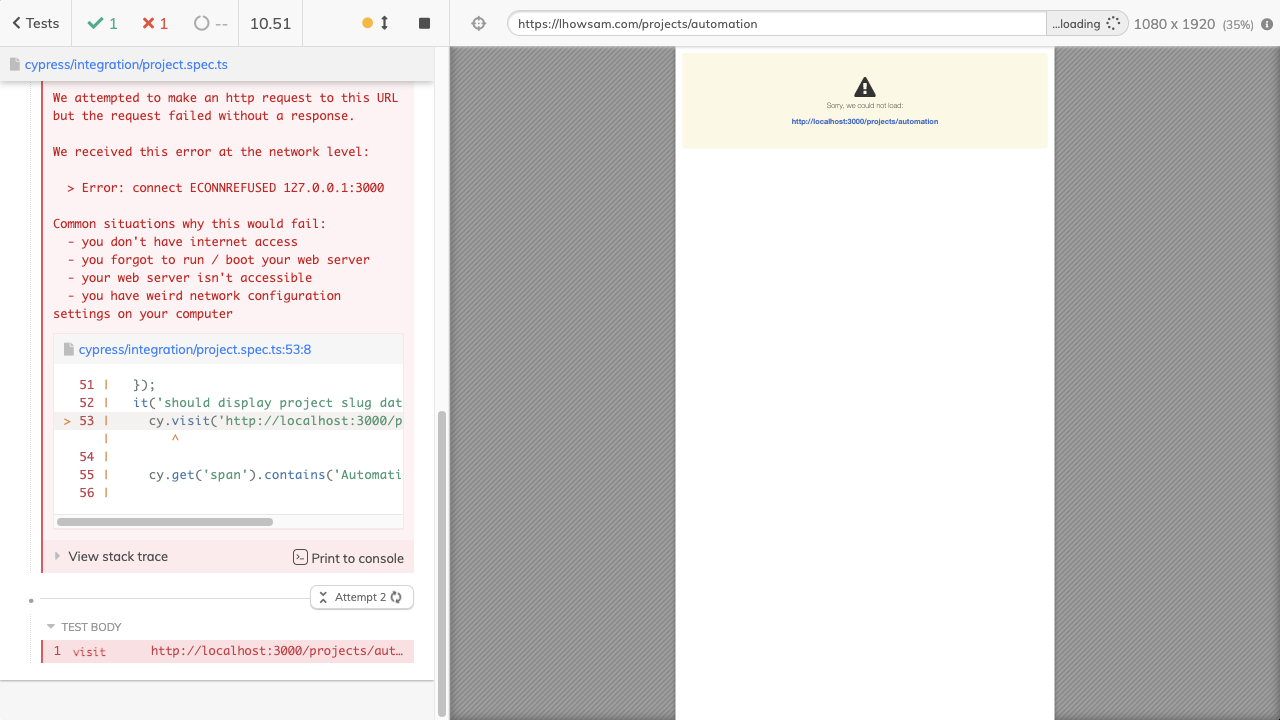 Tests
1
1
--
10.51
https://lhowsam.com/projects/automation
...loading
1080 x 1920 (35%)
cypress/integration/project.spec.ts
We attempted to make an http request to this URL
but the request failed without a response.
We received this error at the network level:
> Error: connect ECONNREFUSED 127.0.0.1:3000
Common situations why this would fail:
- you don't have internet access
- you forgot to run / boot your web server
- your web server isn't accessible
- you have weird network configuration
settings on your computer
cypress/integration/project.spec.ts:53:8
51 | });
52 | it('should display project slug dat
> 53 | cy.visit('http://localhost:3000/p
| ^
54 |
55 | cy.get('span').contains('Automati
56 |
View stack trace
Print to console
Attempt 2
TEST BODY
1 visit http://localhost:3000/projects/aut…
Sorry, we could not load:
http://localhost:3000/projects/automation